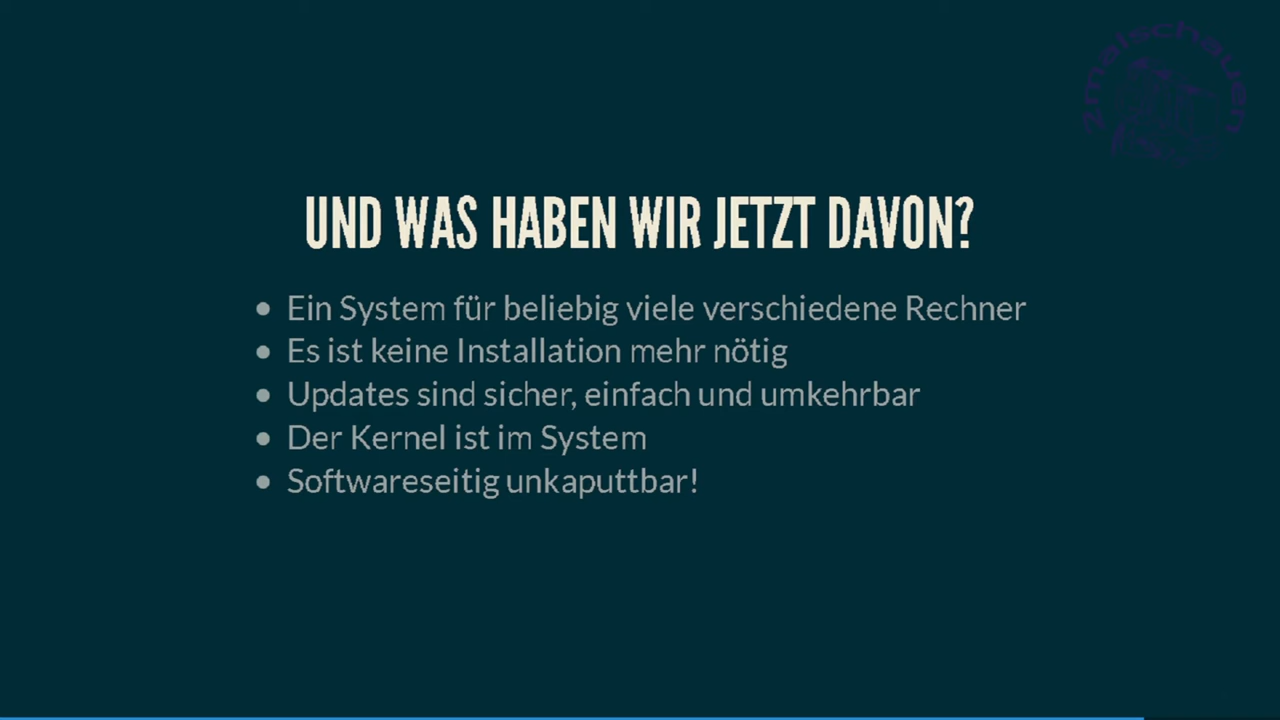 zmalschauen
UND WAS HABEN WIR JETZT DAVON?
Ein System für beliebig viele verschiedene Rechner
Es ist keine Installation mehr nötig
Updates sind sicher, einfach und umkehrbar
Der Kernel ist im System
Softwareseitig unkaputtbar!